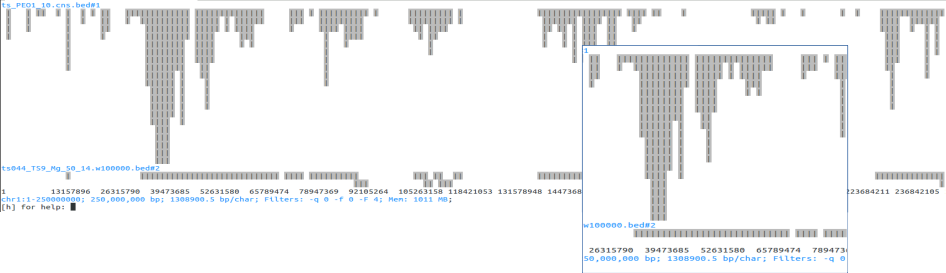 ts_PEO1_10.cns.bed#1
ts044_TS9_Mg_S0_14.w100000.bed#2
1 13157896 26315790 39473685 52631580 65789474 78947369 92105264 105263158 118421053 131578948 1447368
223684211 236842105
chr1:1-250000000; 250,000,000 bp; 1308900.5 bp/char; Filters: -q 0 -f 0 -F 4; Mem: 1011 MB;
[h] for help:
1
w100000.bed#2
26315790 39473685 52631580 65789474 7894736
50,000,000 bp; 1308900.5 bp/char; Filters: -q 0